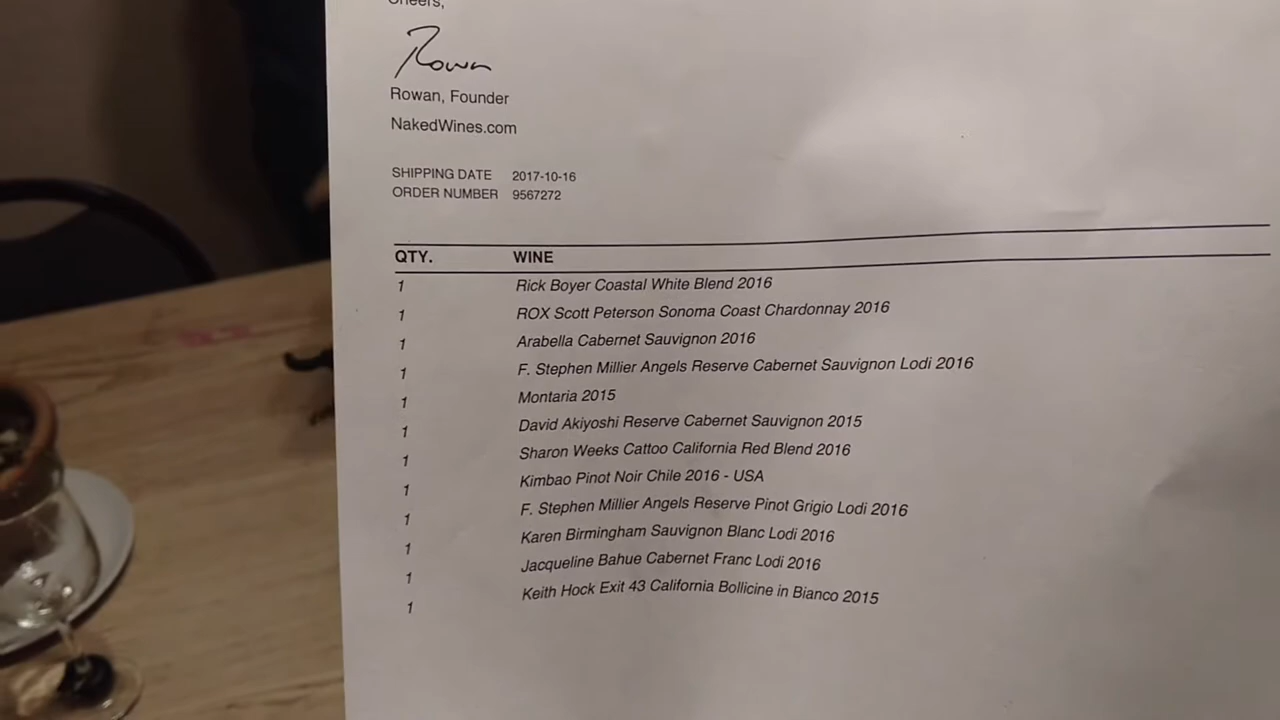 Cheers,
Rowan
Rowan, Founder
NakedWines.com
SHIPPING DATE 2017-10-16
ORDER NUMBER 9567272
QTY. WINE
1 Rick Boyer Coastal White Blend 2016
1 ROX Scott Peterson Sonoma Coast Chardonnay 2016
1 Arabella Cabernet Sauvignon 2016
1 F. Stephen Millier Angels Reserve Cabernet Sauvignon Lodi 2016
1 Montaria 2015
1 David Akiyoshi Reserve Cabernet Sauvignon 2015
1 Sharon Weeks Cattoo California Red Blend 2016
1 Kimbao Pinot Noir Chile 2016 - USA
1 F. Stephen Millier Angels Reserve Pinot Grigio Lodi 2016
1 Karen Birmingham Sauvignon Blanc Lodi 2016
1 Jacqueline Bahue Cabernet Franc Lodi 2016
1 Keith Hock Exit 43 California Bollicine in Bianco 2015